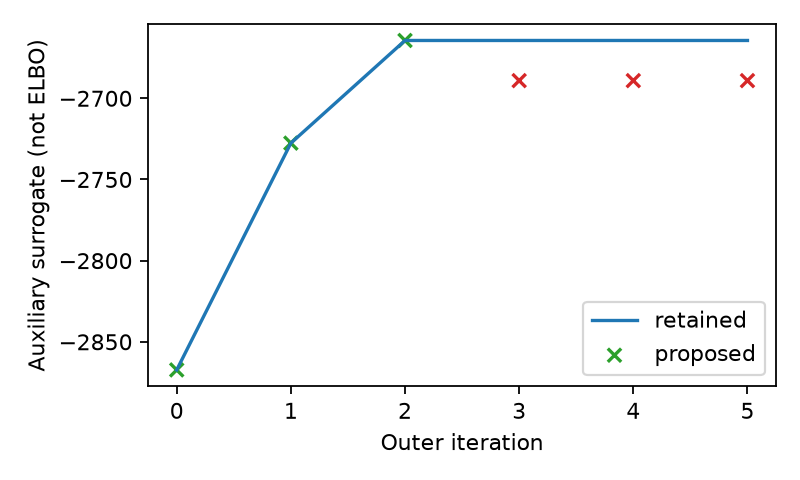 Auxiliary surrogate (not ELBO)
−2700
−2750
−2800
−2850
retained
proposed
0 1 2 3 4 5
Outer iteration